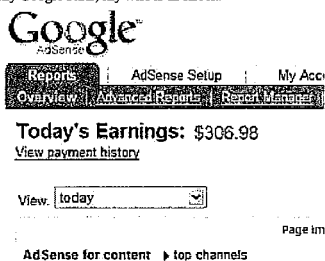 Google™
AdSense
Reports AdSense Setup My Acc
Overview | Advanced Reports | Report Manager
Today's Earnings: $306.98
View payment history
View: today
Page im
AdSense for content top channels